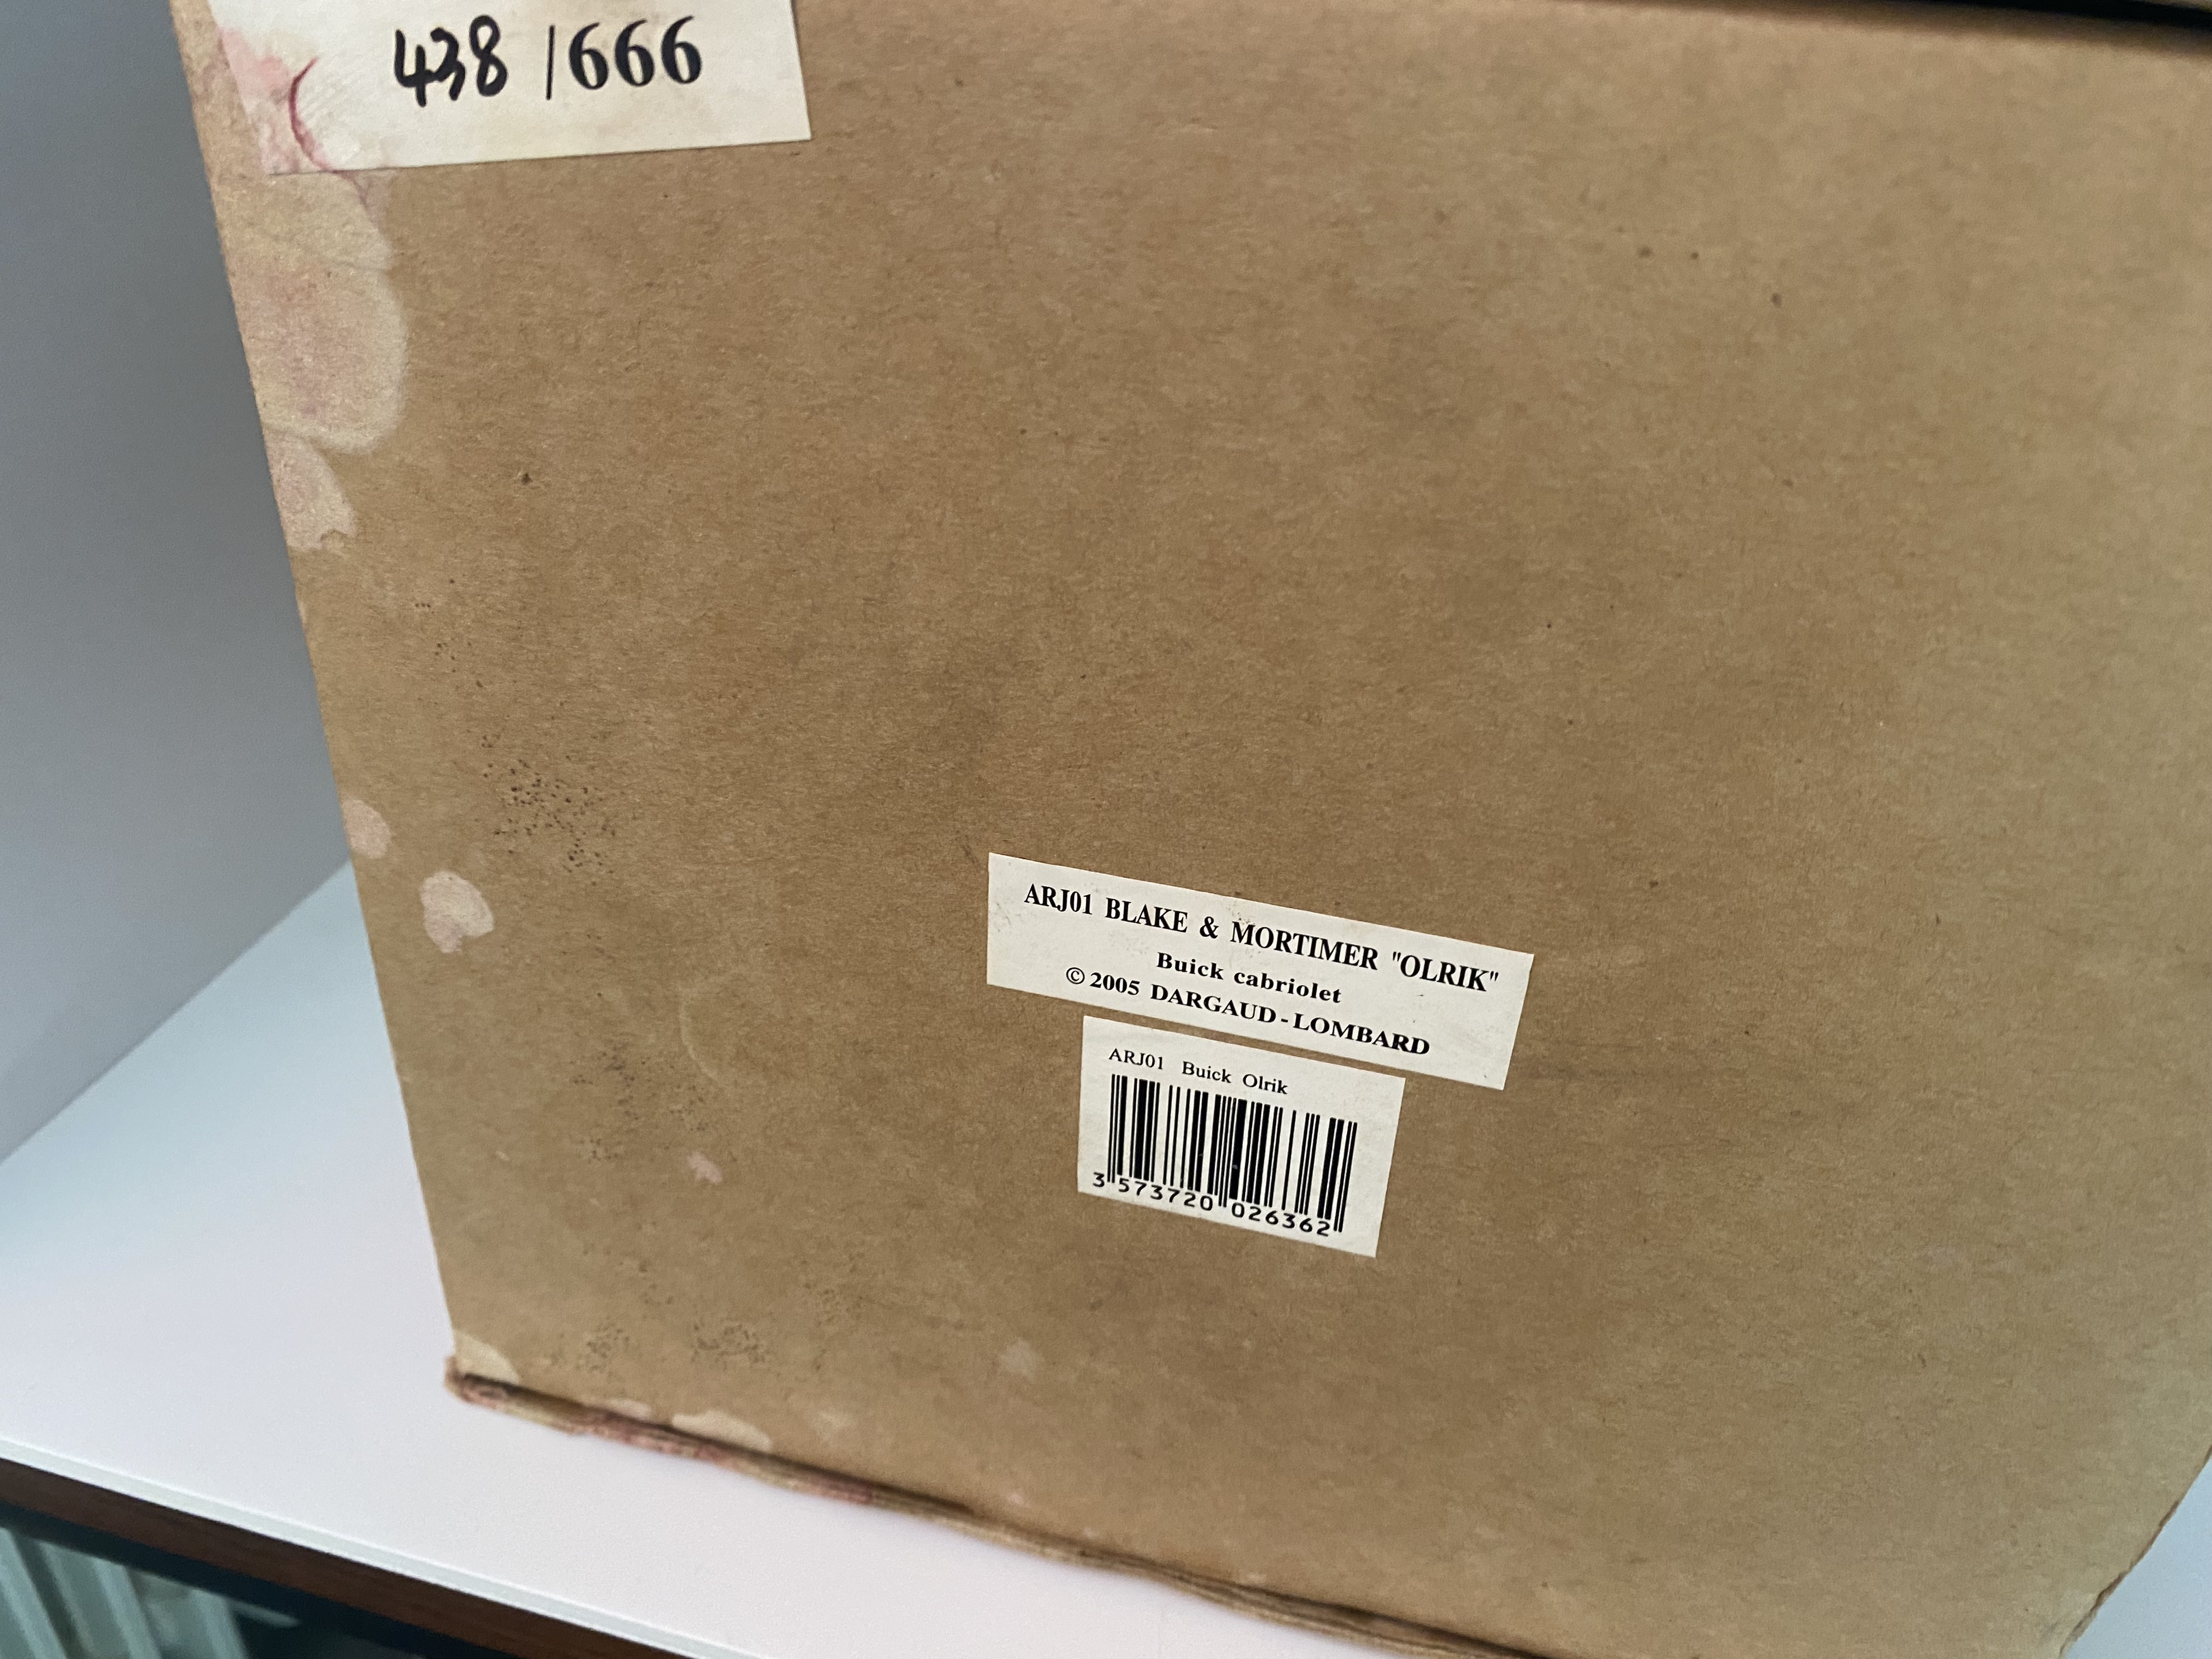 438 /666
ARJ01 BLAKE & MORTIMER "OLRIK"
Buick cabriolet
© 2005 DARGAUD-LOMBARD
ARJ01 Buick Olrik
3 573720 026362